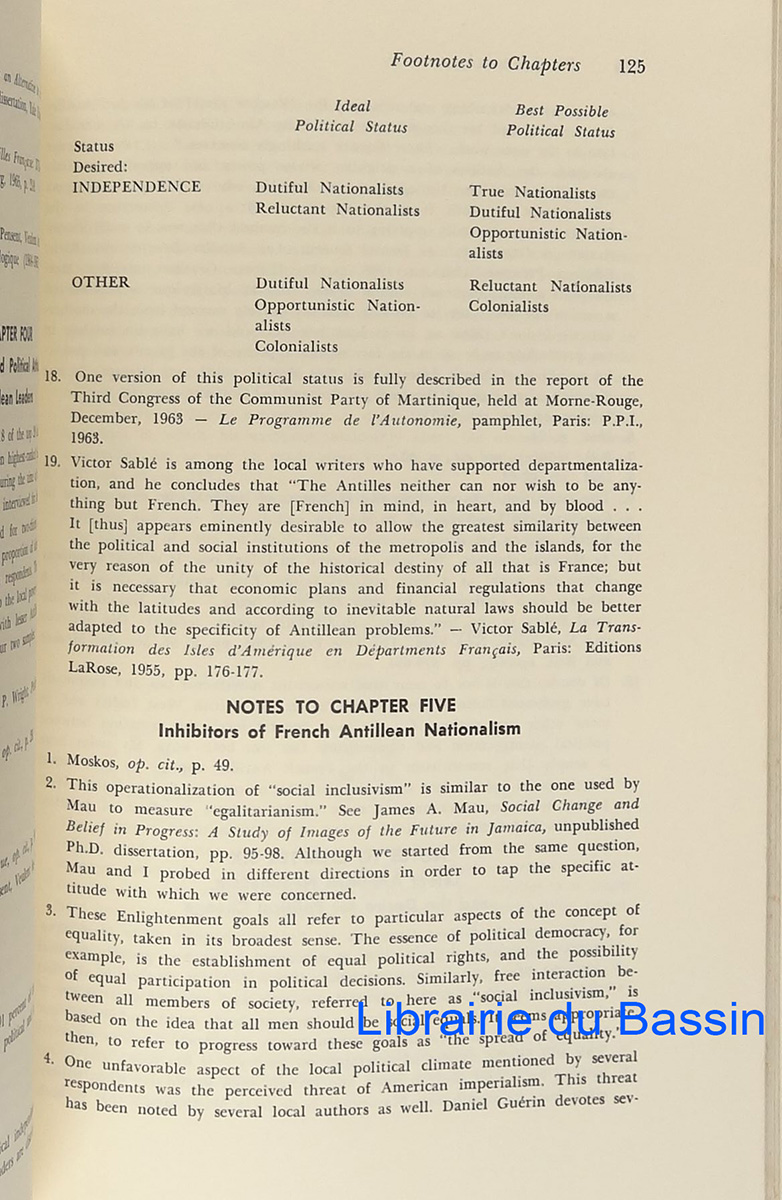 Footnotes to Chapters 125
Ideal
Political Status
Best Possible
Political Status
Status
Desired:
INDEPENDENCE
Dutiful Nationalists
Reluctant Nationalists
True Nationalists
Dutiful Nationalists
Opportunistic Nation-
alists
OTHER
Dutiful Nationalists
Opportunistic Nation-
alists
Colonialists
Reluctant Nationalists
Colonialists
18. One version of this political status is fully described in the report of the
Third Congress of the Communist Party of Martinique, held at Morne-Rouge,
December, 1963 — Le Programme de l'Autonomie, pamphlet, Paris: P.P.I.,
1963.
19. Victor Sablé is among the local writers who have supported departmentaliza-
tion, and he concludes that "The Antilles neither can nor wish to be any-
thing but French. They are [French] in mind, in heart, and by blood . . .
It [thus] appears eminently desirable to allow the greatest similarity between
the political and social institutions of the metropolis and the islands, for the
very reason of the unity of the historical destiny of all that is France; but
it is necessary that economic plans and financial regulations that change
with the latitudes and according to inevitable natural laws should be better
adapted to the specificity of Antillean problems." — Victor Sablé, La Trans-
formation des Isles d'Amérique en Départments Français, Paris: Editions
LaRose, 1955, pp. 176-177.
NOTES TO CHAPTER FIVE
Inhibitors of French Antillean Nationalism
1. Moskos, op. cit., p. 49.
2. This operationalization of "social inclusivism" is similar to the one used by
Mau to measure "egalitarianism." See James A. Mau, Social Change and
Belief in Progress: A Study of Images of the Future in Jamaica, unpublished
Ph.D. dissertation, pp. 95-98. Although we started from the same question,
Mau and I probed in different directions in order to tap the specific at-
titude with which we were concerned.
3. These Enlightenment goals all refer to particular aspects of the concept of
equality, taken in its broadest sense. The essence of political democracy, for
example, is the establishment of equal political rights, and the possibility
of equal participation in political decisions. Similarly, free interaction be-
tween all members of society, referred to here as "social inclusivism," is
based on the idea that all men should be social equals. It seems appropriate,
then, to refer to progress toward these goals as "the spread of equality."
4. One unfavorable aspect of the local political climate mentioned by several
respondents was the perceived threat of American imperialism. This threat
has been noted by several local authors as well. Daniel Guérin devotes sev-
Librairie du Bassin